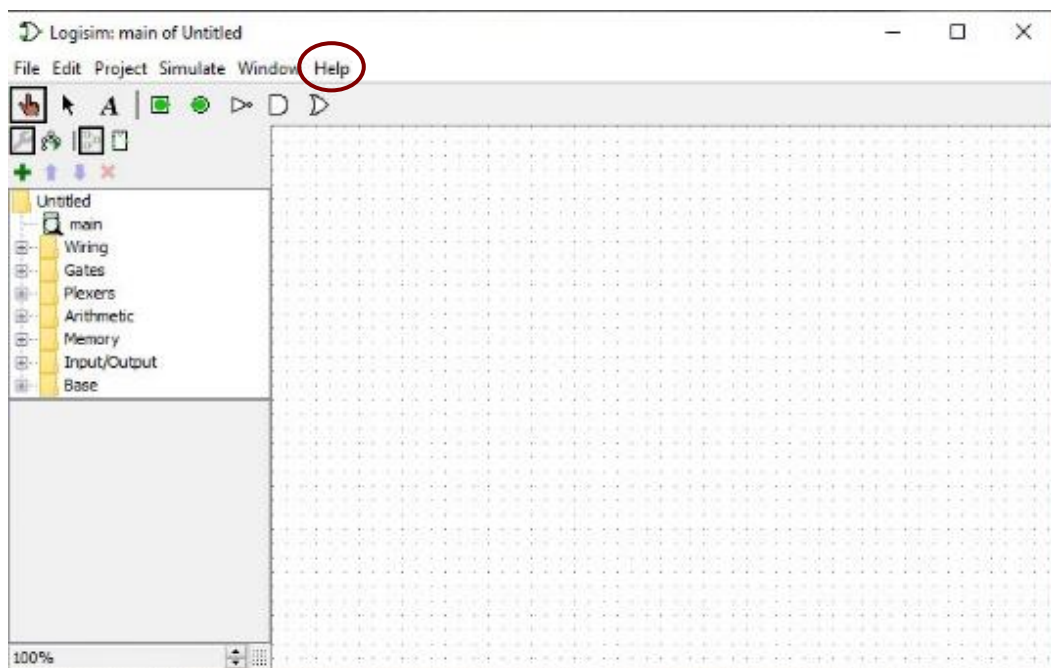 Logisim: main of Untitled
File Edit Project Simulate Window Help
A
Untitled
main
Wiring
Gates
Plexers
Arithmetic
Memory
Input/Output
Base
100%